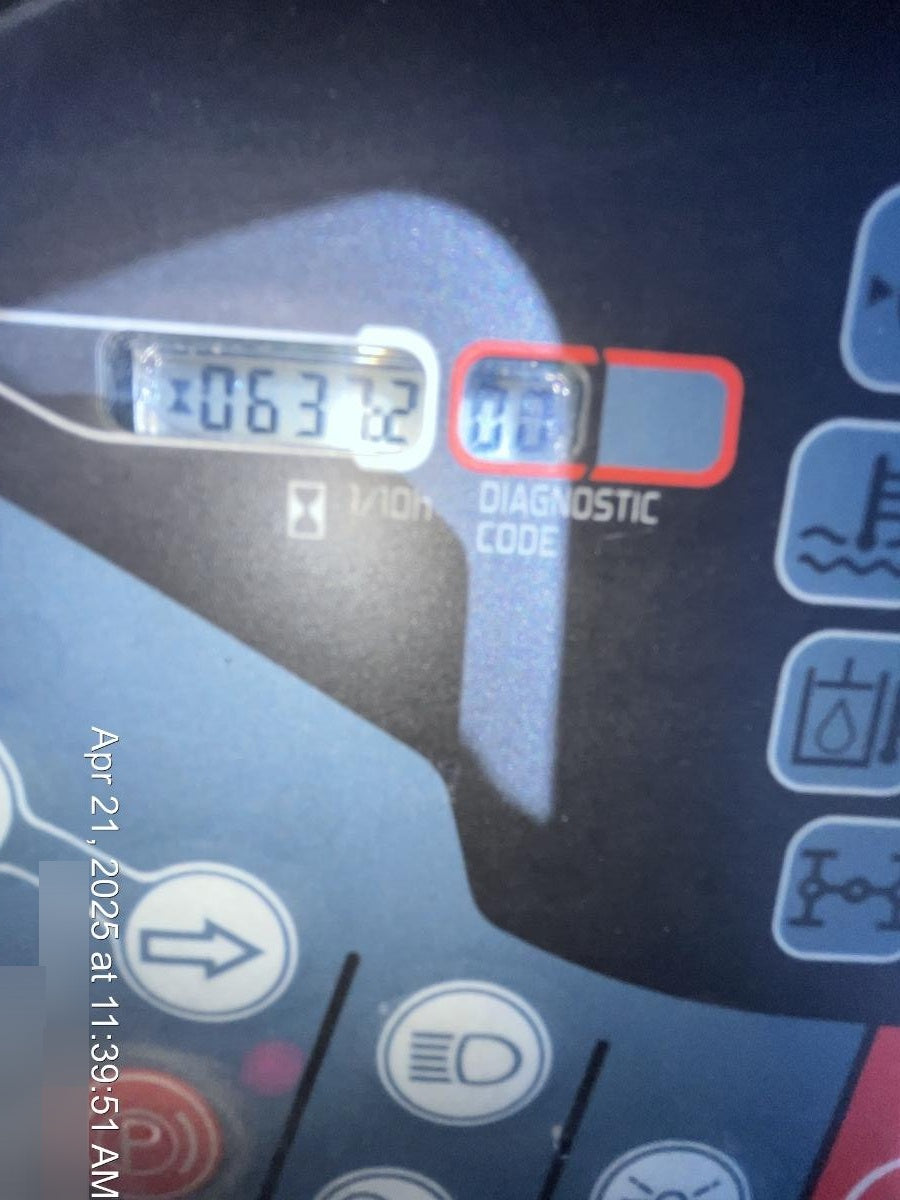 0637.2
00
1/10h
DIAGNOSTIC
CODE
P
Apr 21, 2025 at 11:39:51 AM